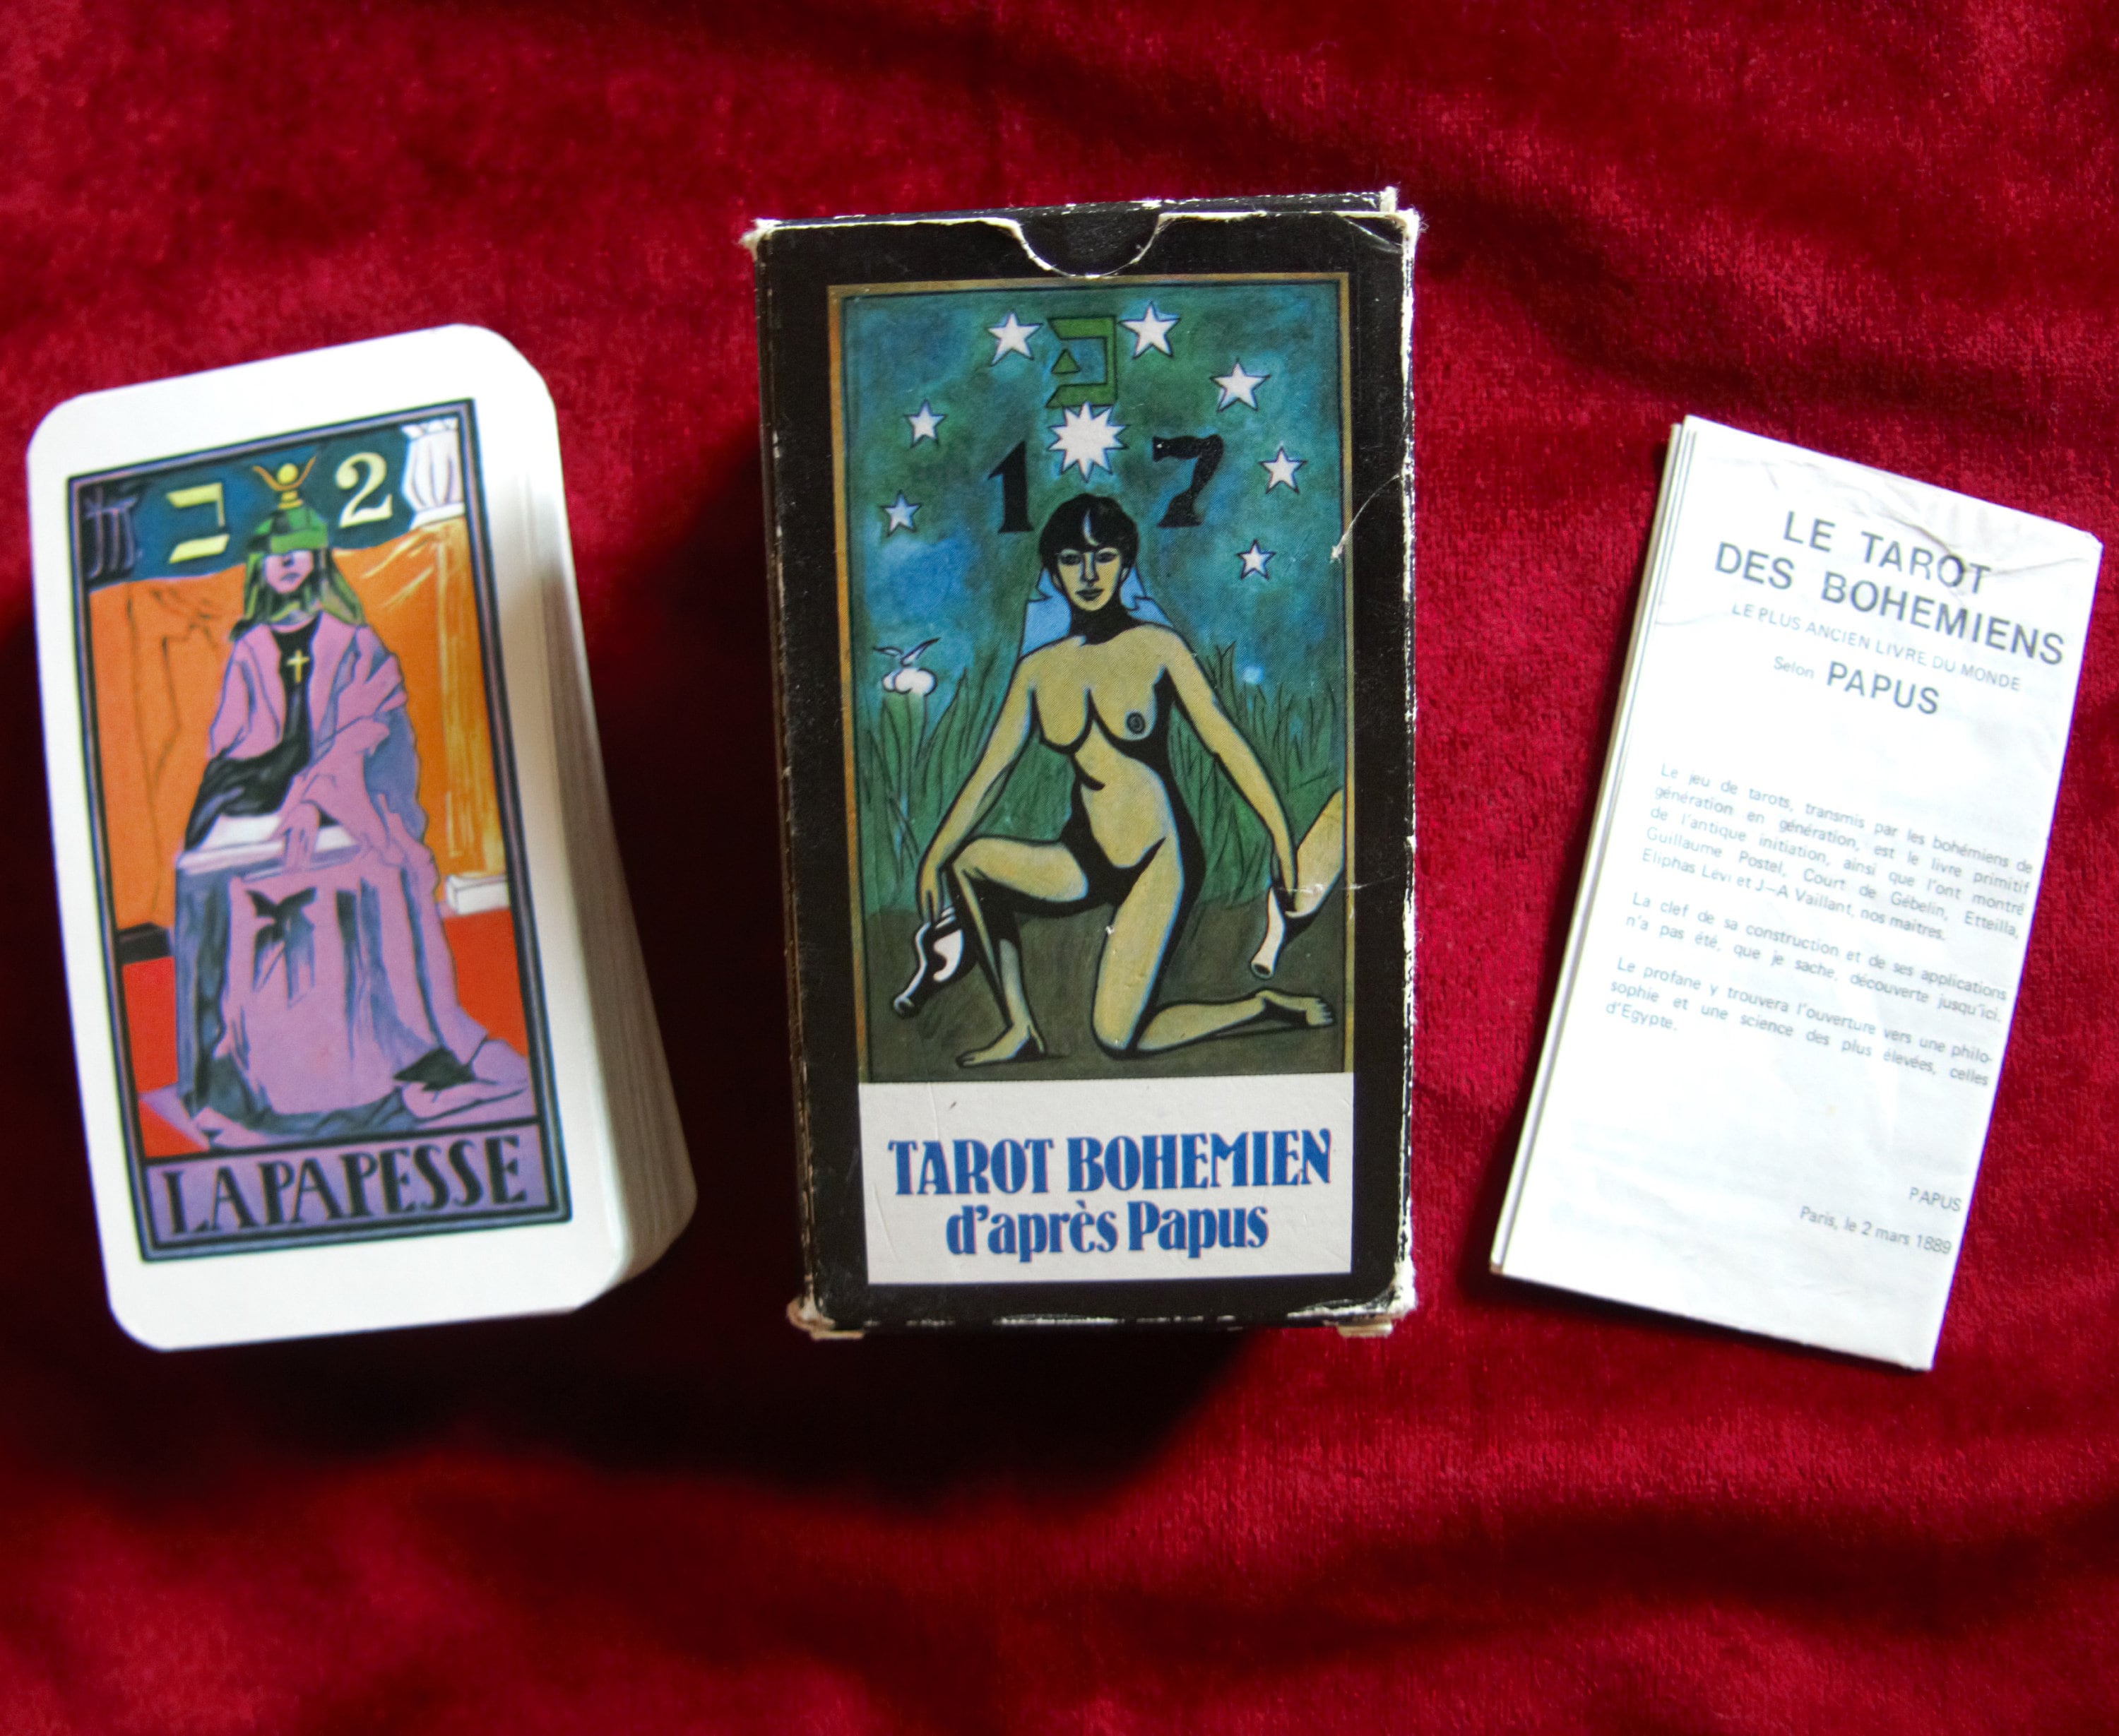 ב 2
LA PAPESSE
פ
1 7
TAROT BOHEMIEN
d'après Papus
LE TAROT
DES BOHEMIENS
LE PLUS ANCIEN LIVRE DU MONDE
Selon PAPUS
Le jeu de tarots, transmis par les bohémiens de
génération en génération, est le livre primitif
de l'antique initiation, ainsi que l'ont montré
Guillaume Postel, Court de Gébelin, Etteilla,
Eliphas Lévi et J-A Vaillant, nos maitres.
La clef de sa construction et de ses applications
n'a pas été, que je sache, découverte jusqu'ici.
Le profane y trouvera l'ouverture vers une philo-
sophie et une science des plus élevées, celles
d'Egypte.
PAPUS
Paris, le 2 mars 1889